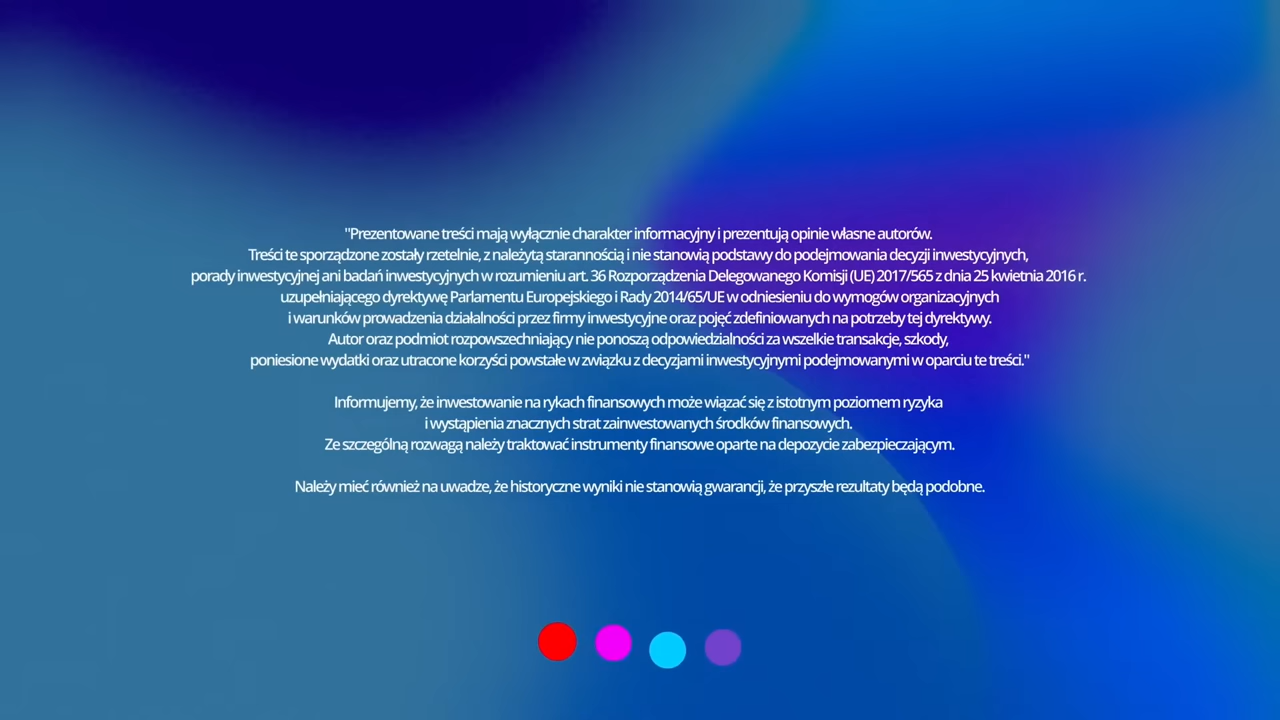 "Prezentowane treści mają wyłącznie charakter informacyjny i prezentują opinie własne autorów.
Treści te sporządzone zostały rzetelnie, z należytą starannością i nie stanowią podstawy do podejmowania decyzji inwestycyjnych,
porady inwestycyjnej ani badań inwestycyjnych w rozumieniu art. 36 Rozporządzenia Delegowanego Komisji (UE) 2017/565 z dnia 25 kwietnia 2016 r.
uzupełniającego dyrektywę Parlamentu Europejskiego i Rady 2014/65/UE w odniesieniu do wymogów organizacyjnych
i warunków prowadzenia działalności przez firmy inwestycyjne oraz pojęć zdefiniowanych na potrzeby tej dyrektywy.
Autor oraz podmiot rozpowszechniający nie ponoszą odpowiedzialności za wszelkie transakcje, szkody,
poniesione wydatki oraz utracone korzyści powstałe w związku z decyzjami inwestycyjnymi podejmowanymi w oparciu te treści."
Informujemy, że inwestowanie na rykach finansowych może wiązać się z istotnym poziomem ryzyka
i wystąpienia znacznych strat zainwestowanych środków finansowych.
Ze szczególną rozwagą należy traktować instrumenty finansowe oparte na depozycie zabezpieczającym.
Należy mieć również na uwadze, że historyczne wyniki nie stanowią gwarancji, że przyszłe rezultaty będą podobne.